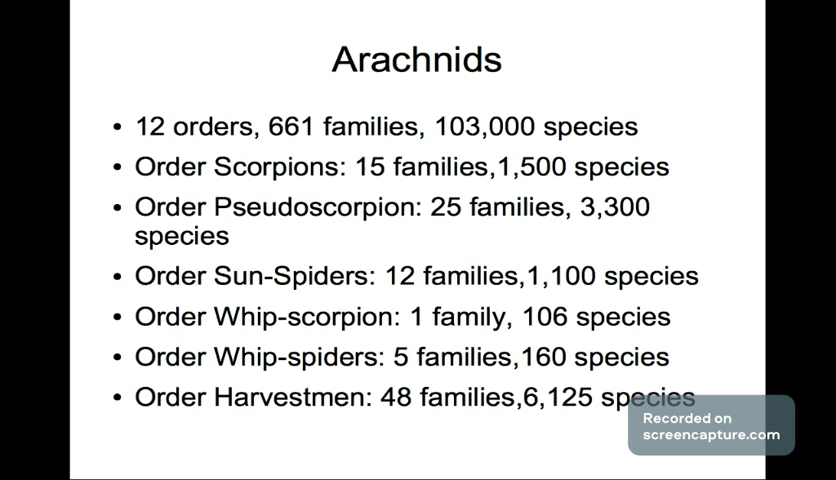 Arachnids
• 12 orders, 661 families, 103,000 species
• Order Scorpions: 15 families,1,500 species
• Order Pseudoscorpion: 25 families, 3,300
species
• Order Sun-Spiders: 12 families,1,100 species
• Order Whip-scorpion: 1 family, 106 species
• Order Whip-spiders: 5 families,160 species
• Order Harvestmen: 48 families,6,125 species
Recorded on
screencapture.com